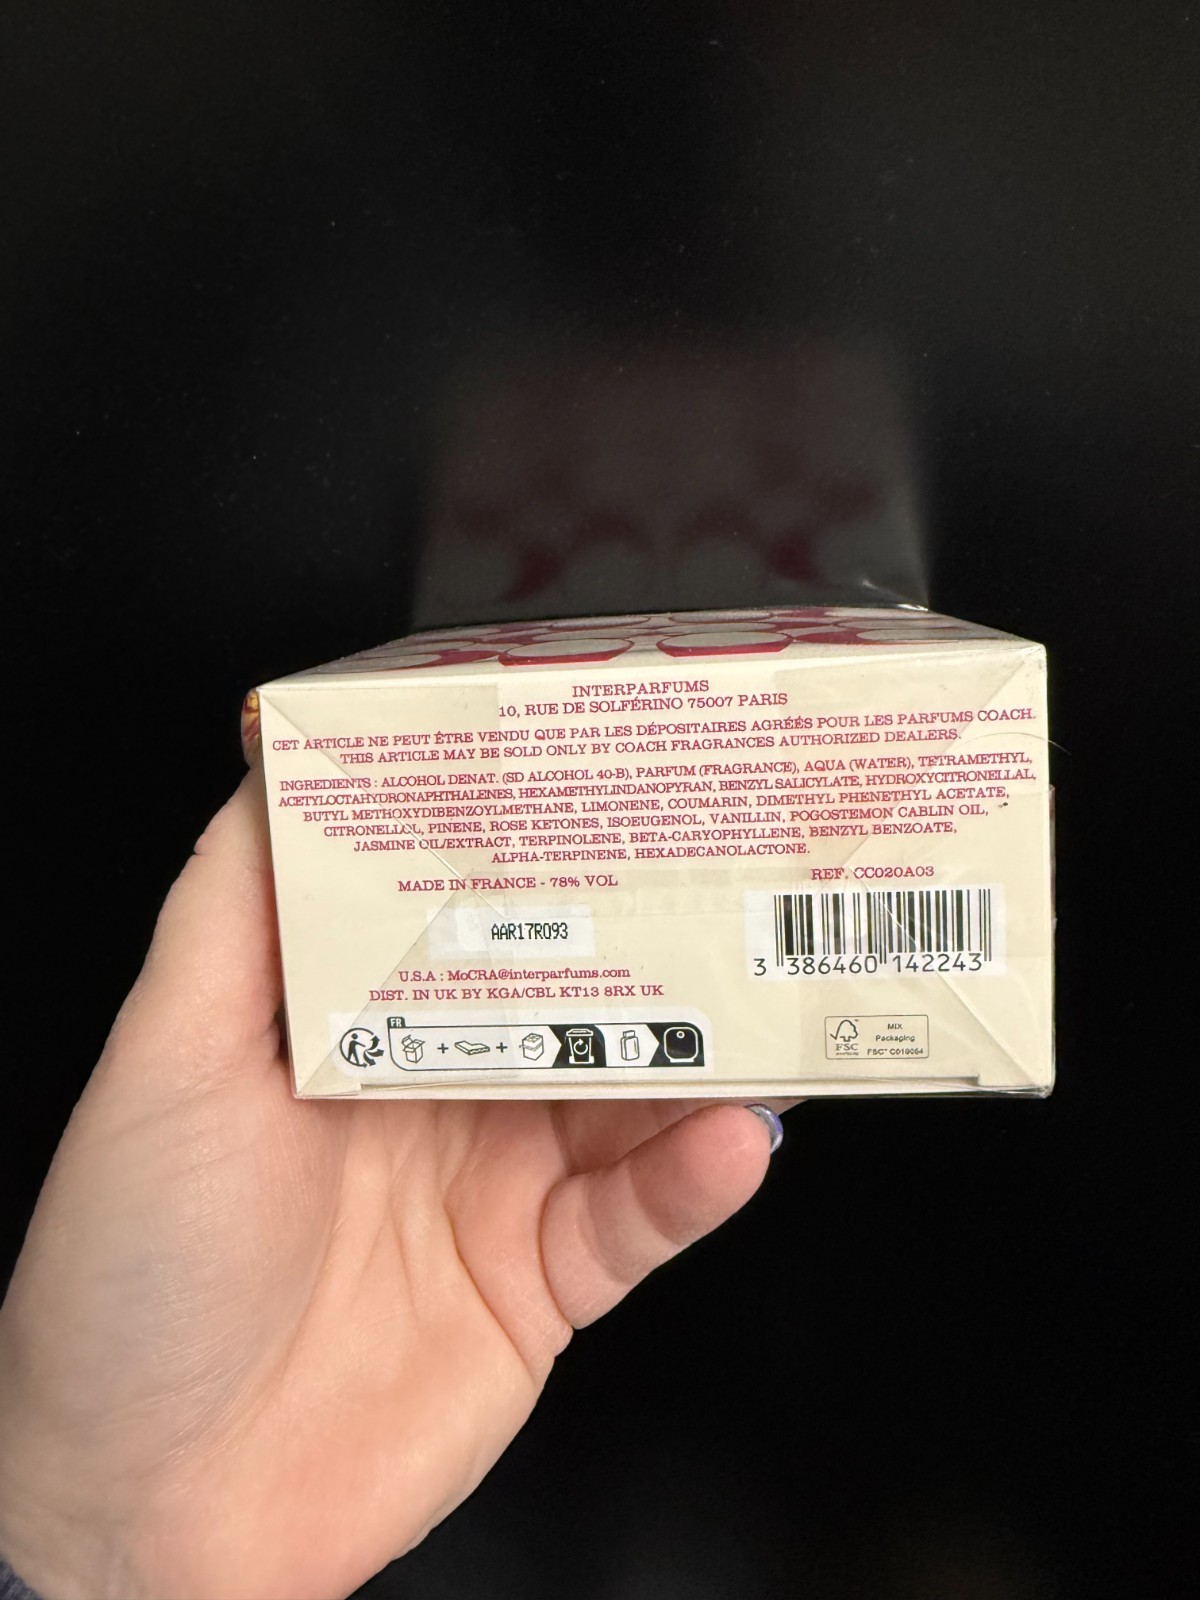 INTERPARFUMS
10, RUE DE SOLFÉRINO 75007 PARIS
CET ARTICLE NE PEUT ÊTRE VENDU QUE PAR LES DÉPOSITAIRES AGRÉÉS POUR LES PARFUMS COACH.
THIS ARTICLE MAY BE SOLD ONLY BY COACH FRAGRANCES AUTHORIZED DEALERS.
INGREDIENTS : ALCOHOL DENAT. (SD ALCOHOL 40-B), PARFUM (FRAGRANCE), AQUA (WATER), TETRAMETHYL,
ACETYLOCTAHYDRONAPHTHALENES, HEXAMETHYLINDANOPYRAN, BENZYL SALICYLATE, HYDROXYCITRONELLAL,
BUTYL METHOXYDIBENZOYLMETHANE, LIMONENE, COUMARIN, DIMETHYL PHENETHYL ACETATE,
CITRONELLOL, PINENE, ROSE KETONES, ISOEUGENOL, VANILLIN, POGOSTEMON CABLIN OIL,
JASMINE OIL/EXTRACT, TERPINOLENE, BETA-CARYOPHYLLENE, BENZYL BENZOATE,
ALPHA-TERPINENE, HEXADECANOLACTONE.
MADE IN FRANCE - 78% VOL
REF. CC020A03
AAR17R093
3 386460 142243
U.S.A : MoCRA@interparfums.com
DIST. IN UK BY KGA/CBL KT13 8RX UK
FR
+ +
FSC
MIX
Packaging
FSC™ C019064